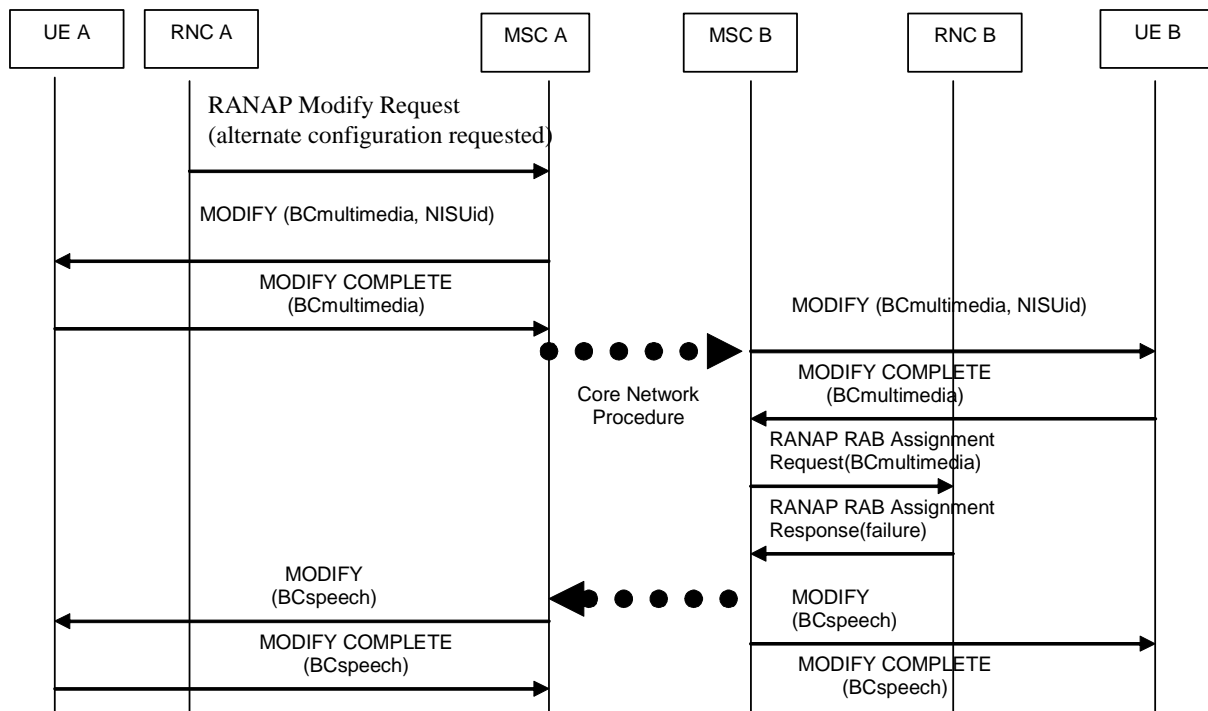 UE A
RNC A
MSC A
MSC B
RNC B
UE B
RANAP Modify Request
(alternate configuration requested)
MODIFY (BCmultimedia, NISUid)
MODIFY COMPLETE
(BCmultimedia)
MODIFY (BCmultimedia, NISUid)
Core Network
Procedure
MODIFY COMPLETE
(BCmultimedia)
RANAP RAB Assignment
Request(BCmultimedia)
RANAP RAB Assignment
Response(failure)
MODIFY
(BCspeech)
MODIFY
(BCspeech)
MODIFY COMPLETE
(BCspeech)
MODIFY COMPLETE
(BCspeech)